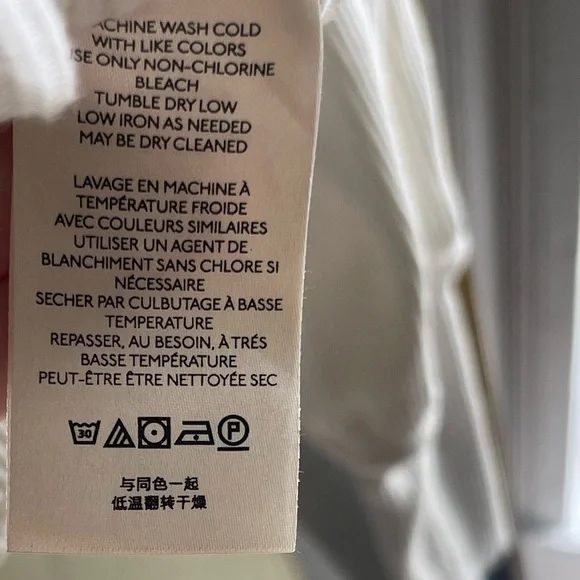 WASH COLD
WITH LIKE COLORS
ONLY NON-CHLORINE
BLEACH
TUMBLE DRY LOW
LOW IRON AS NEEDED
MAY BE DRY CLEANED
LAVAGE EN MACHINE À
TEMPÉRATURE FROIDE
AVEC COULEURS SIMILAIRES
UTILISER UN AGENT DE
BLANCHIMENT SANS CHLORE SI
NÉCESSAIRE
SECHER PAR CULBUTAGE À BASSE
TEMPERATURE
REPASSER, AU BESOIN, À TRÉS
BASSE TEMPÉRATURE
PEUT-ÊTRE ÊTRE NETTOYÉE SEC
30 P
与同色一起
低温翻转干燥